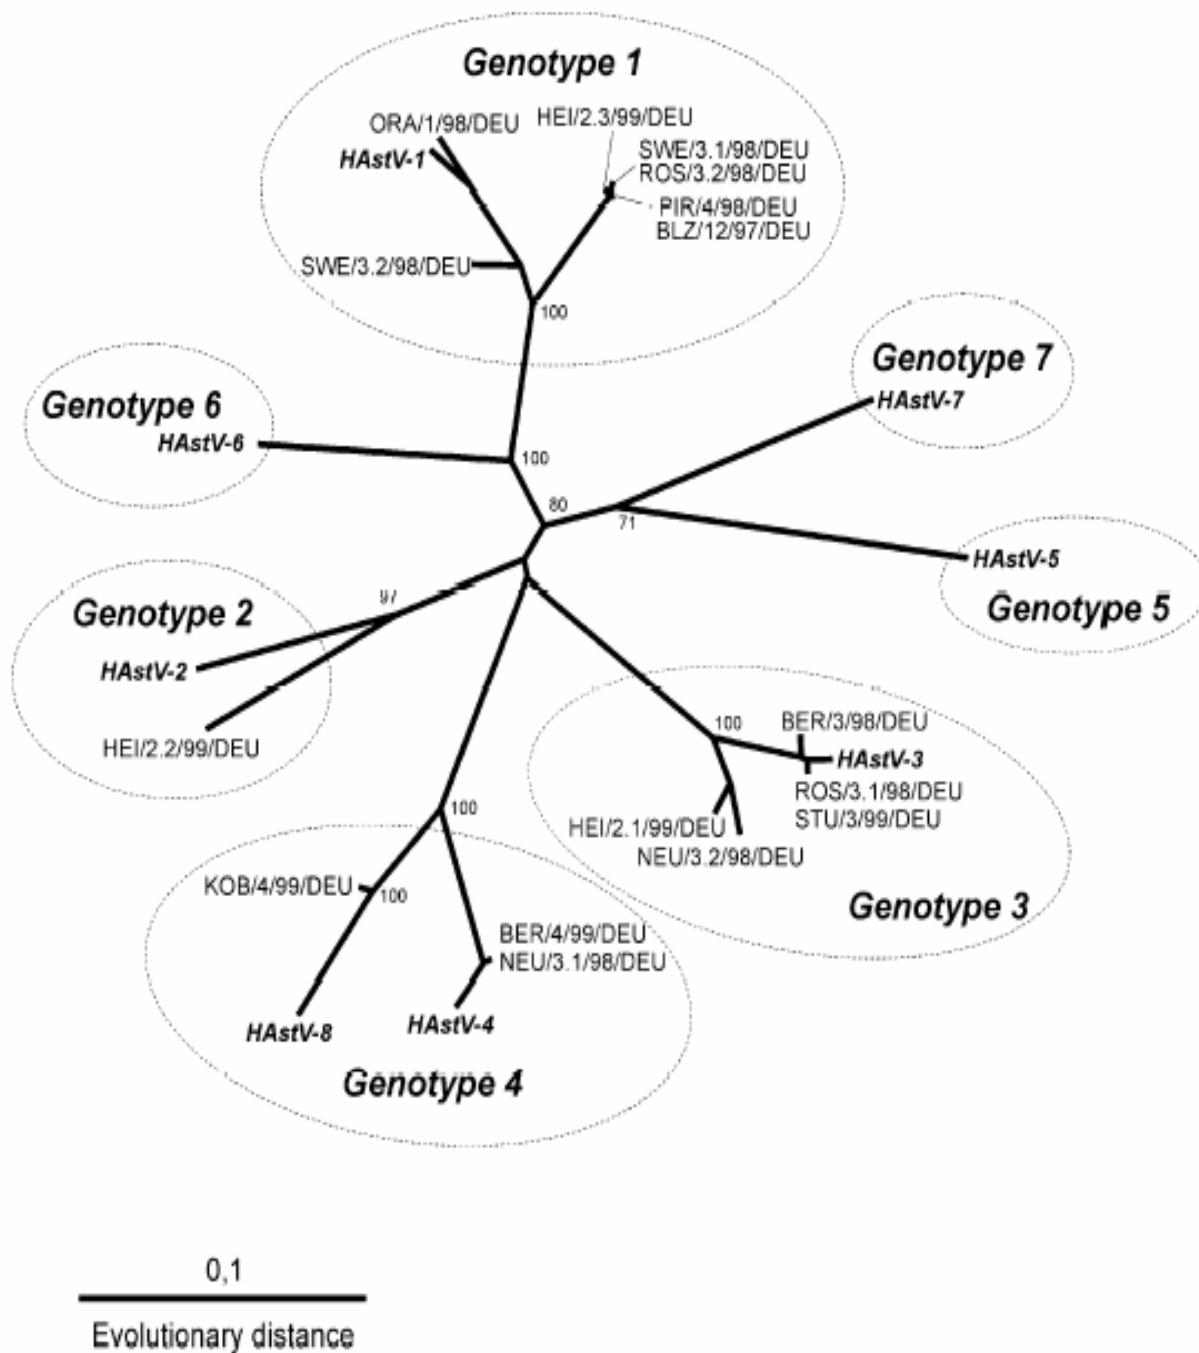 Genotype 1
ORA/1/98/DEU
HEI/2.3/99/DEU
HAstV-1
SWE/3.1/98/DEU
ROS/3.2/98/DEU
PIR/4/98/DEU
BLZ/12/97/DEU
SWE/3.2/98/DEU
100
Genotype 7
HAstV-7
Genotype 6
HAstV-6
100
80
71
HAstV-5
Genotype 5
97
Genotype 2
HAstV-2
HEI/2.2/99/DEU
100
BER/3/98/DEU
HAstV-3
ROS/3.1/98/DEU
STU/3/99/DEU
HEI/2.1/99/DEU
NEU/3.2/98/DEU
Genotype 3
100
KOB/4/99/DEU
100
BER/4/99/DEU
NEU/3.1/98/DEU
HAstV-8
HAstV-4
Genotype 4
0,1
Evolutionary distance